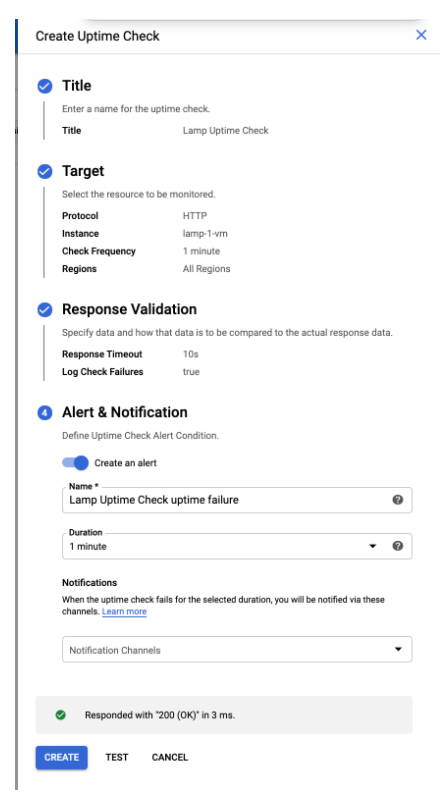 Create Uptime Check
Title
Enter a name for the uptime check.
Title Lamp Uptime Check
Target
Select the resource to be monitored.
Protocol HTTP
Instance lamp-1-vm
Check Frequency 1 minute
Regions All Regions
Response Validation
Specify data and how that data is to be compared to the actual response data.
Response Timeout 10s
Log Check Failures true
4 Alert & Notification
Define Uptime Check Alert Condition.
Create an alert
Name *
Lamp Uptime Check uptime failure
Duration
1 minute
Notifications
When the uptime check fails for the selected duration, you will be notified via these
channels. Learn more
Notification Channels
Responded with "200 (OK)" in 3 ms.
CREATE TEST CANCEL